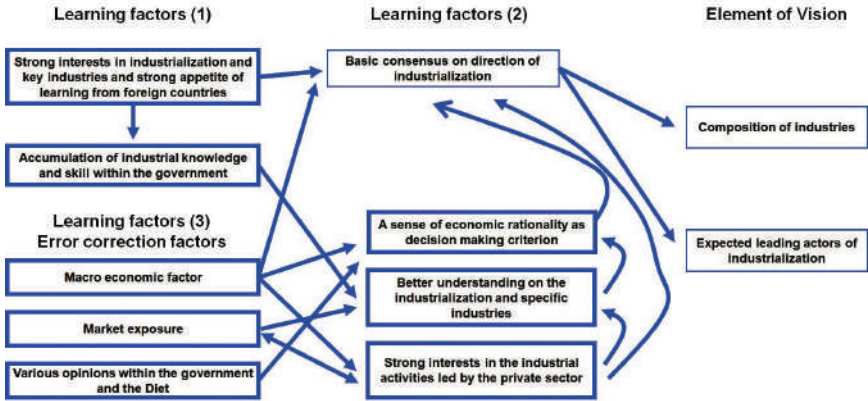 Learning factors (1)
Strong interests in industrialization and
key industries and strong appetite of
learning from foreign countries
Accumulation of industrial knowledge
and skill within the government
Learning factors (3)
Error correction factors
Macro economic factor
Market exposure
Various opinions within the government
and the Diet
Learning factors (2)
Basic consensus on direction of
industrialization
A sense of economic rationality as
decision making criterion
Better understanding on the
industrialization and specific
industries
Strong interests in the industrial
activities led by the private sector
Element of Vision
Composition of industries
Expected leading actors of
industrialization